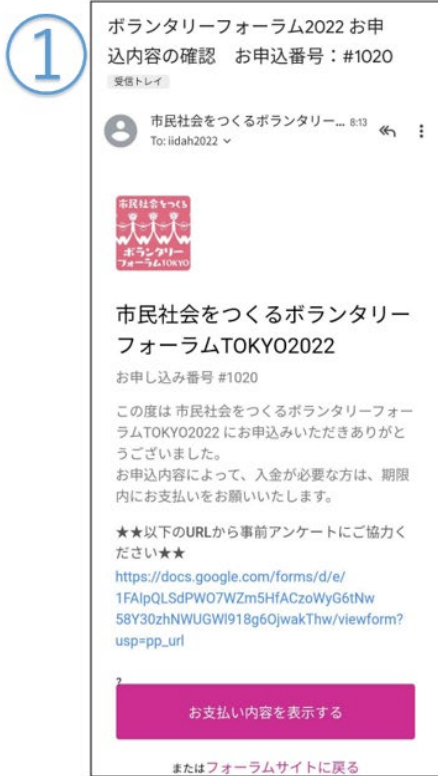 ①
ボランタリーフォーラム2022 お申
込内容の確認　お申込番号：#1020
受信トレイ
市民社会をつくるボランタリー... 8:13
To: iidah2022
市民社会をつくる
ボランタリー
フォーラムTOKYO
市民社会をつくるボランタリー
フォーラムTOKYO2022
お申し込み番号 #1020
この度は 市民社会をつくるボランタリーフォー
ラムTOKYO2022 にお申込みいただきありがと
うございました。
お申込内容によって、入金が必要な方は、期限
内にお支払いをお願いいたします。
★★以下のURLから事前アンケートにご協力く
ださい★★
https://docs.google.com/forms/d/e/
1FAIpQLSdPWO7WZm5HfACzoWyG6tNw
58Y30zhNWUGWl918g6OjwakThw/viewform?
usp=pp_url
お支払い内容を表示する
またはフォーラムサイトに戻る